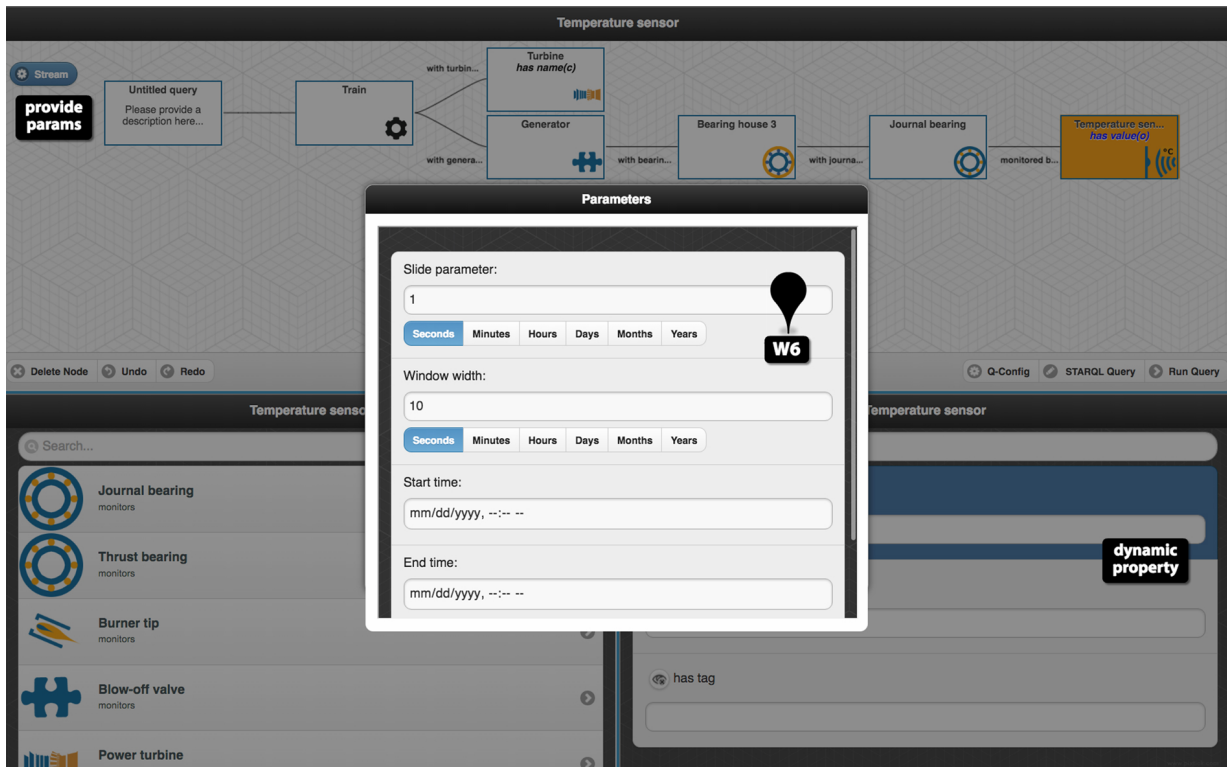 Temperature sensor
Stream
provide
params
Untitled query
Please provide a
description here...
Train
with turbin...
Turbine
has name(c)
with genera...
Generator
with bearin...
Bearing house 3
with journa...
Journal bearing
monitored b...
Temperature sen...
has value(o)
°C
Delete Node
Undo
Redo
Q-Config
STARQL Query
Run Query
Parameters
Slide parameter:
1
Seconds Minutes Hours Days Months Years
W6
Window width:
10
Seconds Minutes Hours Days Months Years
Start time:
mm/dd/yyyy, --:-- --
End time:
mm/dd/yyyy, --:-- --
Temperature senso
Search...
Journal bearing
monitors
Thrust bearing
monitors
Burner tip
monitors
Blow-off valve
monitors
Power turbine
Temperature sensor
dynamic
property
has tag